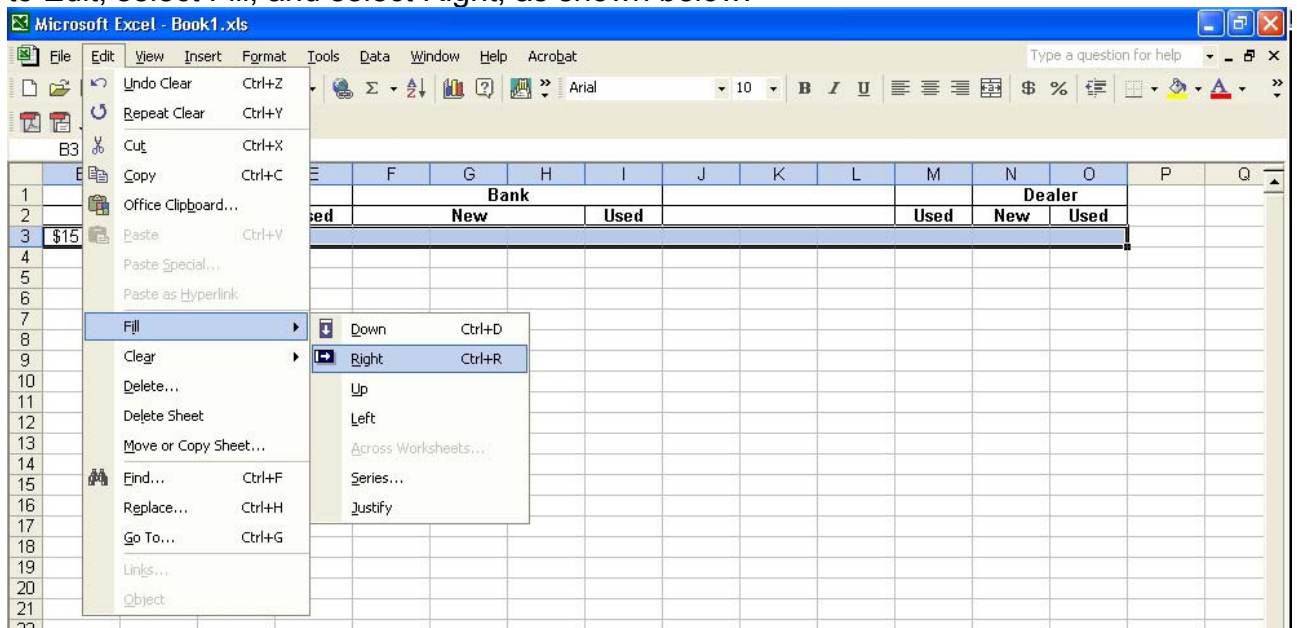 to Edit, select Fill, and select Right, as shown below.
Microsoft Excel - Book1.xls
File Edit View Insert Format Tools Data Window Help Acrobat Type a question for help
Arial 10 B I U $ %
B3
E F G H I J K L M N O P Q
Undo Clear Ctrl+Z
Repeat Clear Ctrl+Y
Cut Ctrl+X
Copy Ctrl+C
Office Clipboard...
Paste Ctrl+V
Paste Special...
Paste as Hyperlink
Fill
Clear
Delete...
Delete Sheet
Move or Copy Sheet...
Find... Ctrl+F
Replace... Ctrl+H
Go To... Ctrl+G
Links...
Object
Down Ctrl+D
Right Ctrl+R
Up
Left
Across Worksheets...
Series...
Justify
1 Bank Dealer
2 sed New Used Used New Used
3 $15
4
5
6
7
8
9
10
11
12
13
14
15
16
17
18
19
20
21